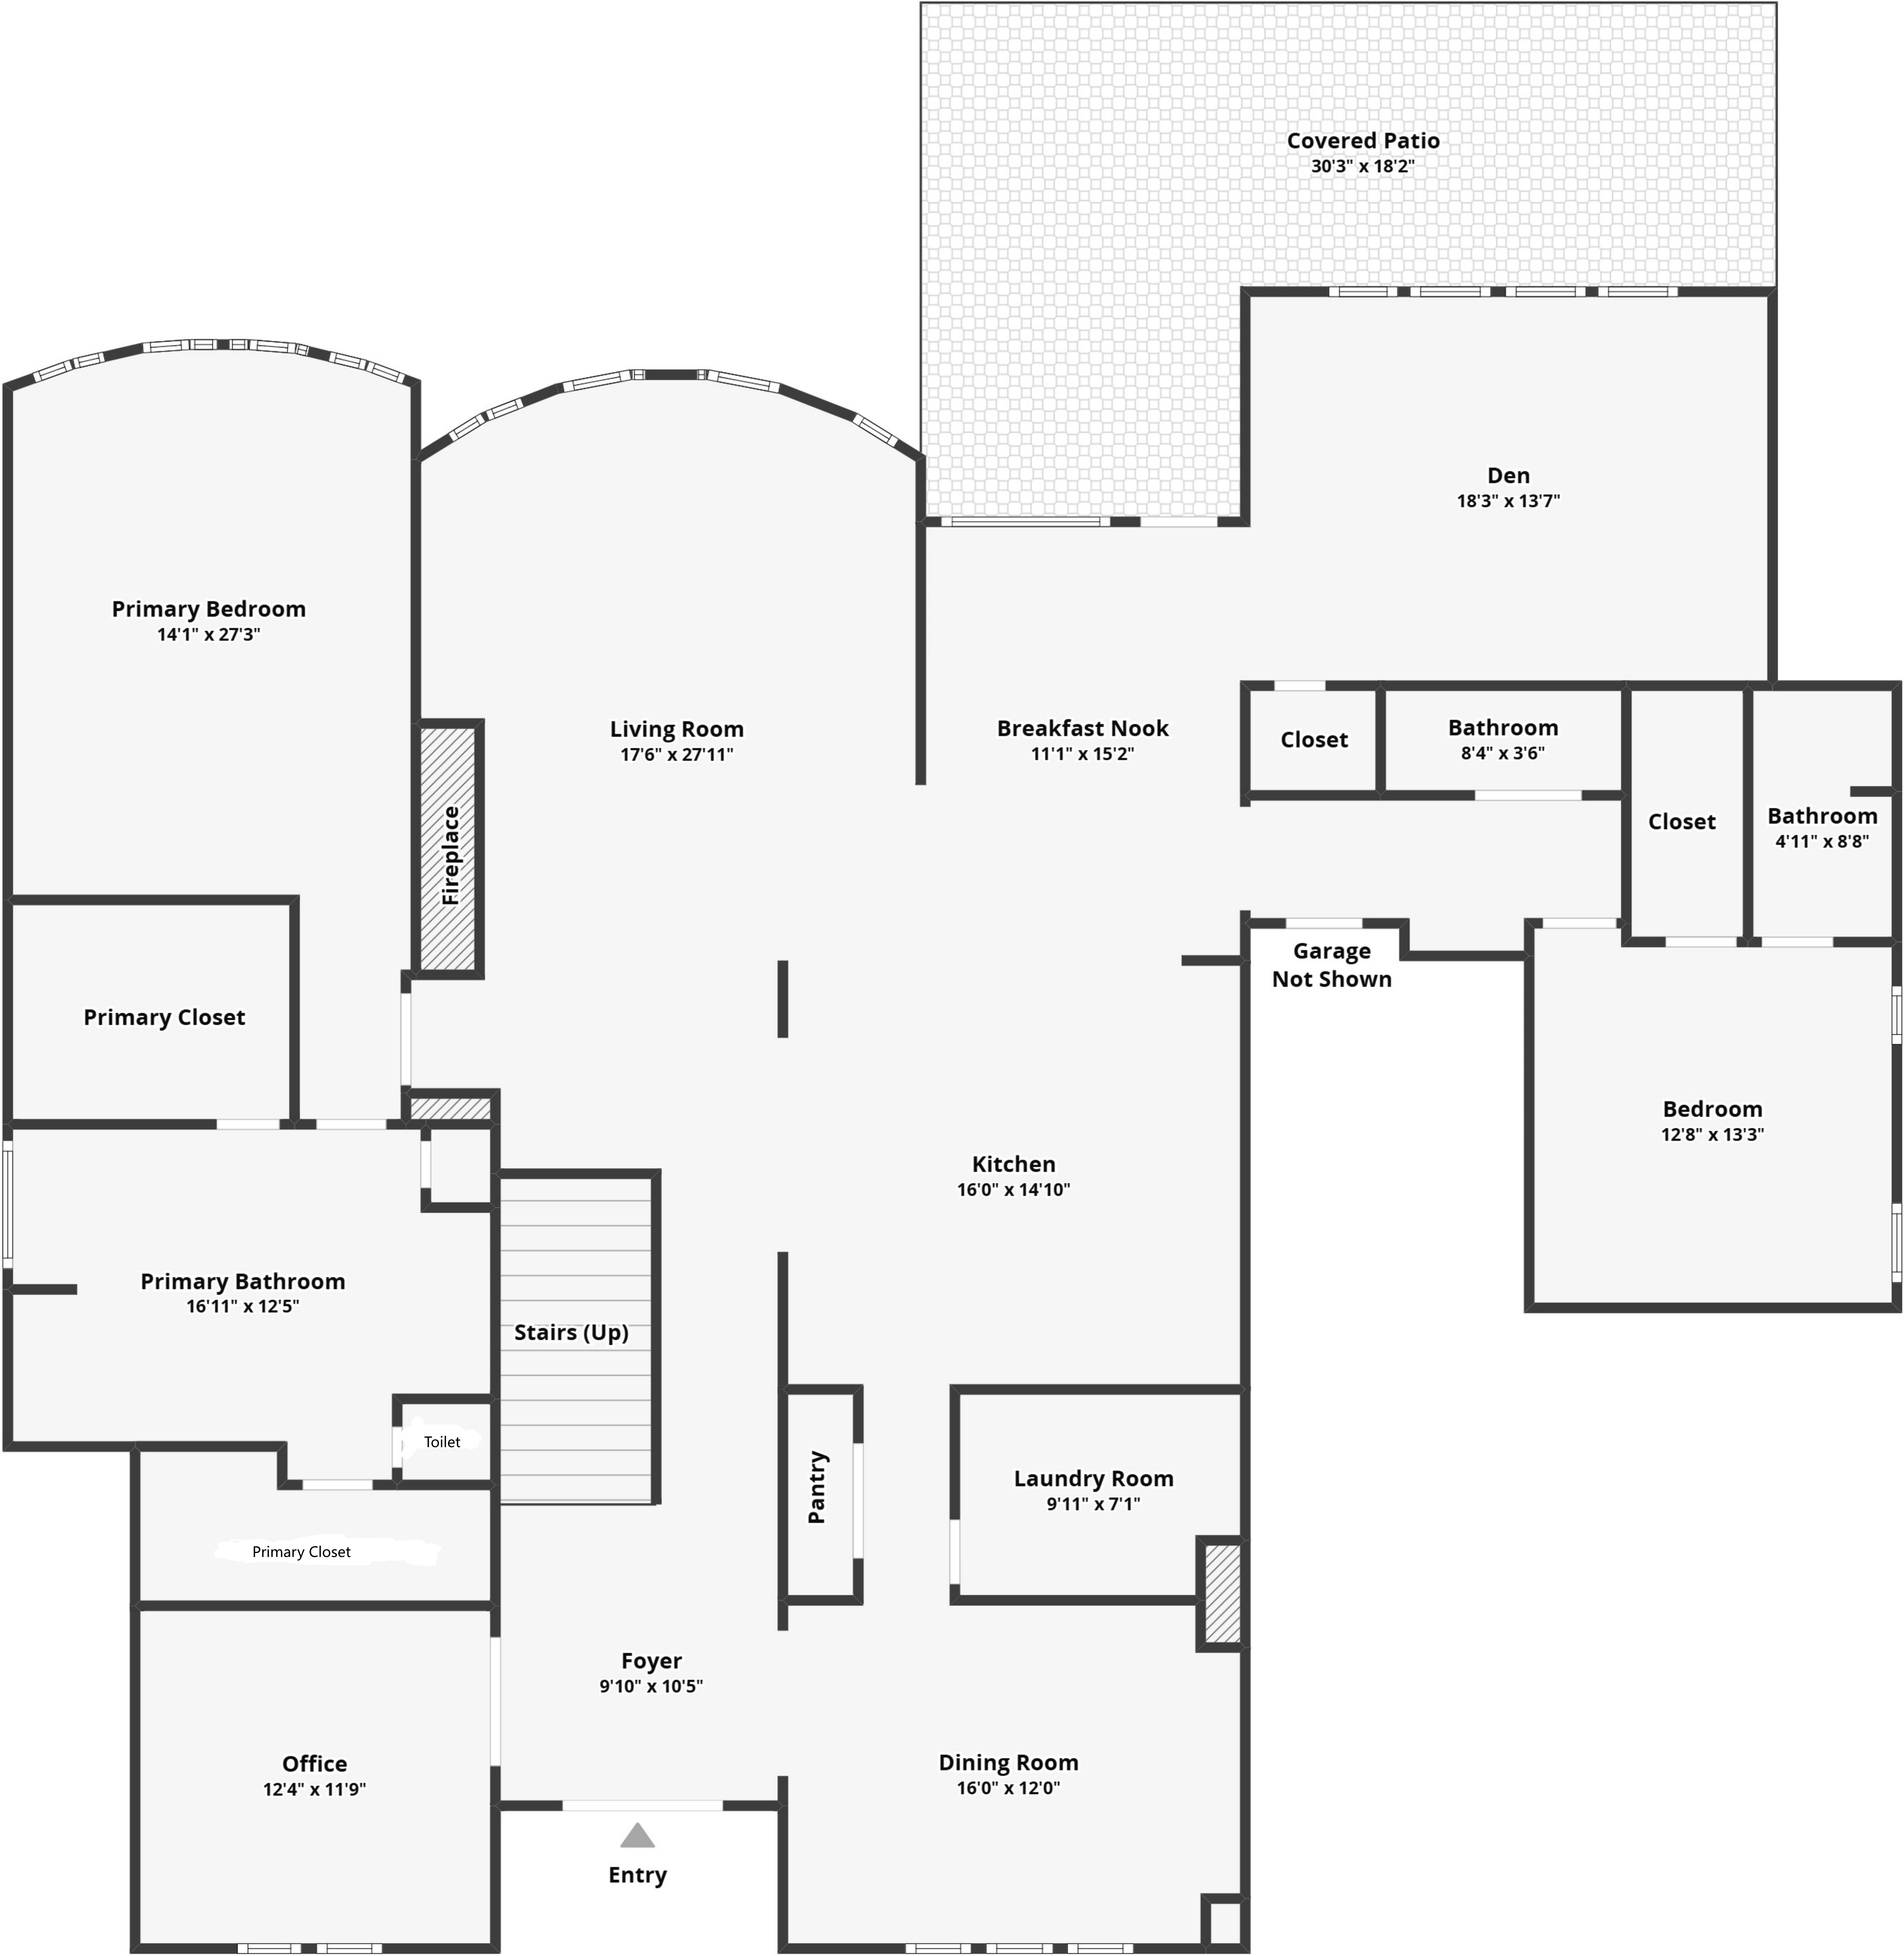 Covered Patio
30'3" x 18'2"
Den
18'3" x 13'7"
Primary Bedroom
14'1" x 27'3"
Living Room
17'6" x 27'11"
Breakfast Nook
11'1" x 15'2"
Closet
Bathroom
8'4" x 3'6"
Closet
Bathroom
4'11" x 8'8"
Fireplace
Garage
Not Shown
Primary Closet
Bedroom
12'8" x 13'3"
Kitchen
16'0" x 14'10"
Primary Bathroom
16'11" x 12'5"
Stairs (Up)
Toilet
Pantry
Laundry Room
9'11" x 7'1"
Primary Closet
Foyer
9'10" x 10'5"
Office
12'4" x 11'9"
Dining Room
16'0" x 12'0"
Entry